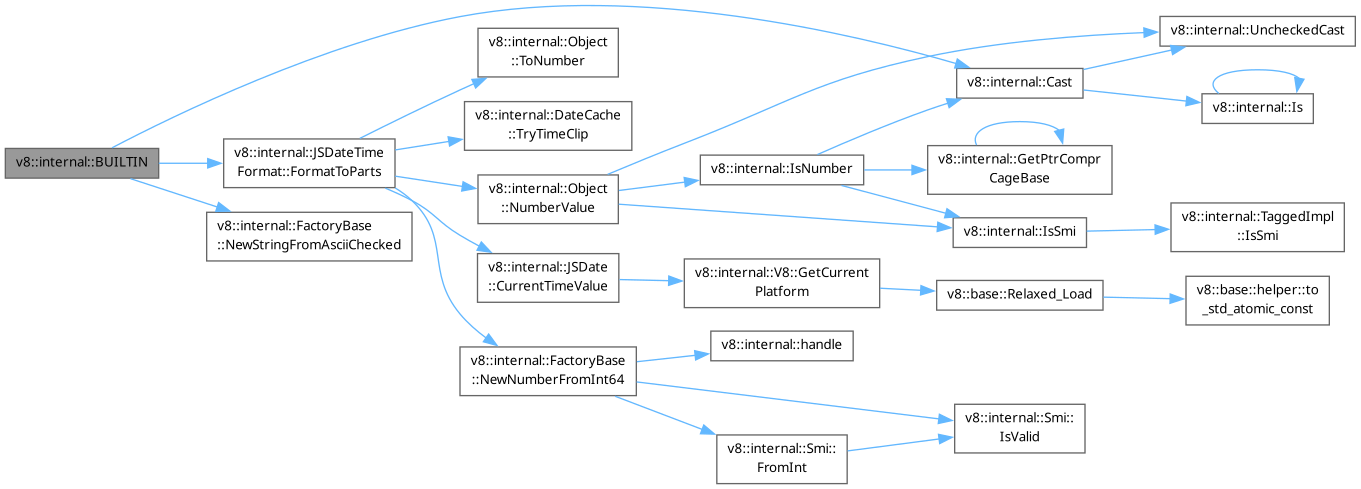 v8::internal::BUILTIN
v8::internal::JSDateTime
Format::FormatToParts
v8::internal::FactoryBase
::NewStringFromAsciiChecked
v8::internal::Object
::ToNumber
v8::internal::DateCache
::TryTimeClip
v8::internal::Object
::NumberValue
v8::internal::JSDate
::CurrentTimeValue
v8::internal::FactoryBase
::NewNumberFromInt64
v8::internal::IsNumber
v8::internal::V8::GetCurrent
Platform
v8::internal::handle
v8::internal::Smi::
FromInt
v8::internal::Cast
v8::internal::GetPtrCompr
CageBase
v8::internal::IsSmi
v8::base::Relaxed_Load
v8::internal::Smi::
IsValid
v8::internal::UncheckedCast
v8::internal::Is
v8::internal::TaggedImpl
::IsSmi
v8::base::helper::to
_std_atomic_const